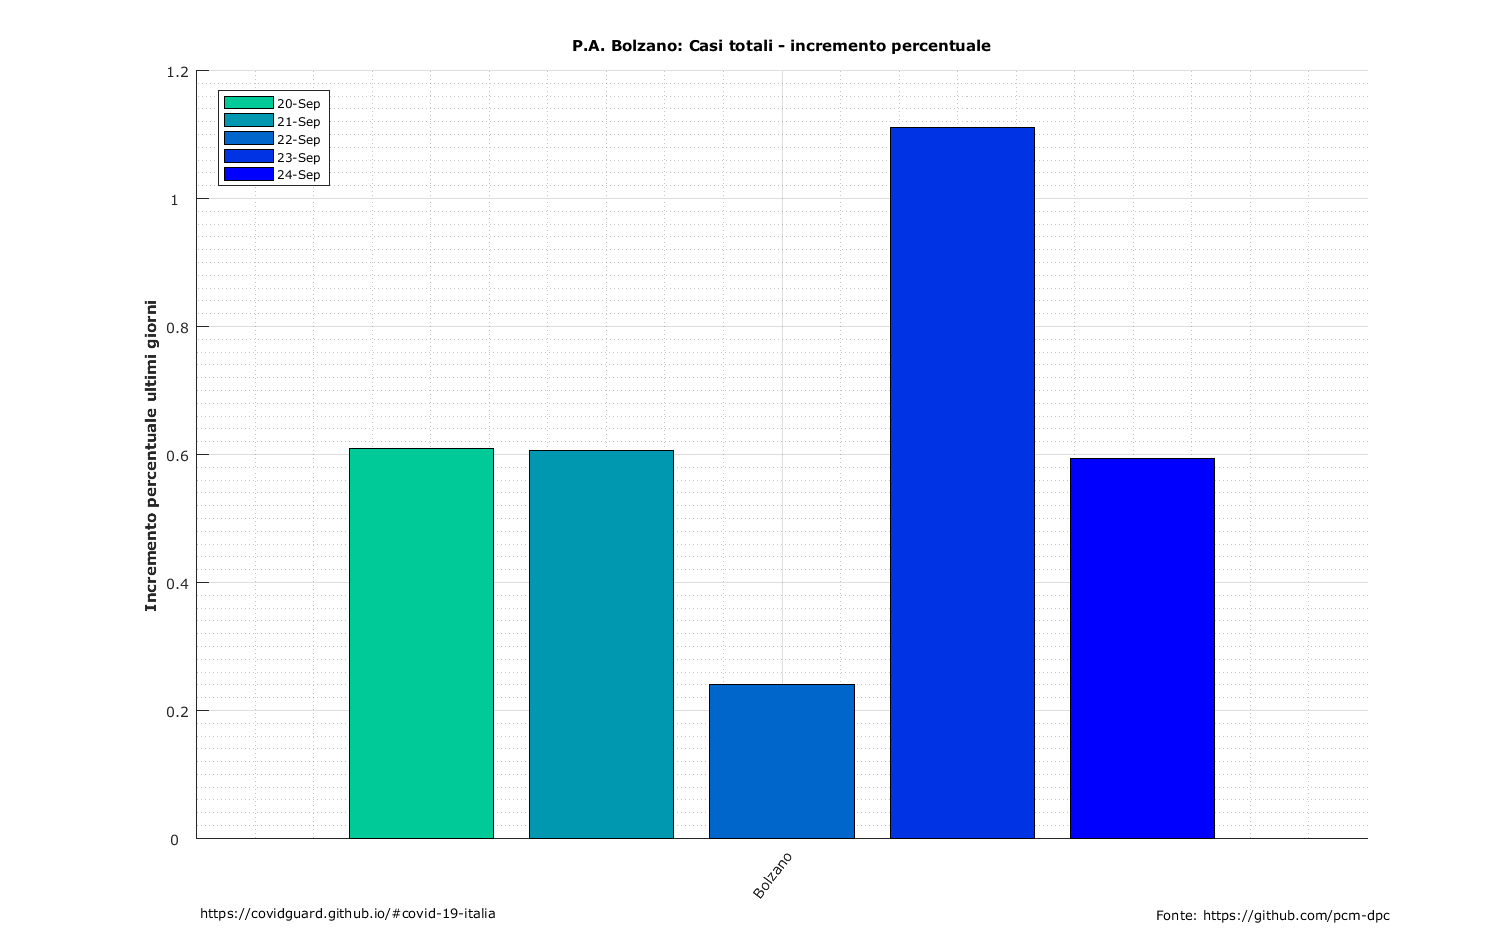 P.A. Bolzano: Casi totali - incremento percentuale
1.2
1
0.8
0.6
0.4
0.2
0
20-Sep
21-Sep
22-Sep
23-Sep
24-Sep
Incremento percentuale ultimi giorni
Bolzano
https://covidguard.github.io/#covid-19-italia
Fonte: https://github.com/pcm-dpc